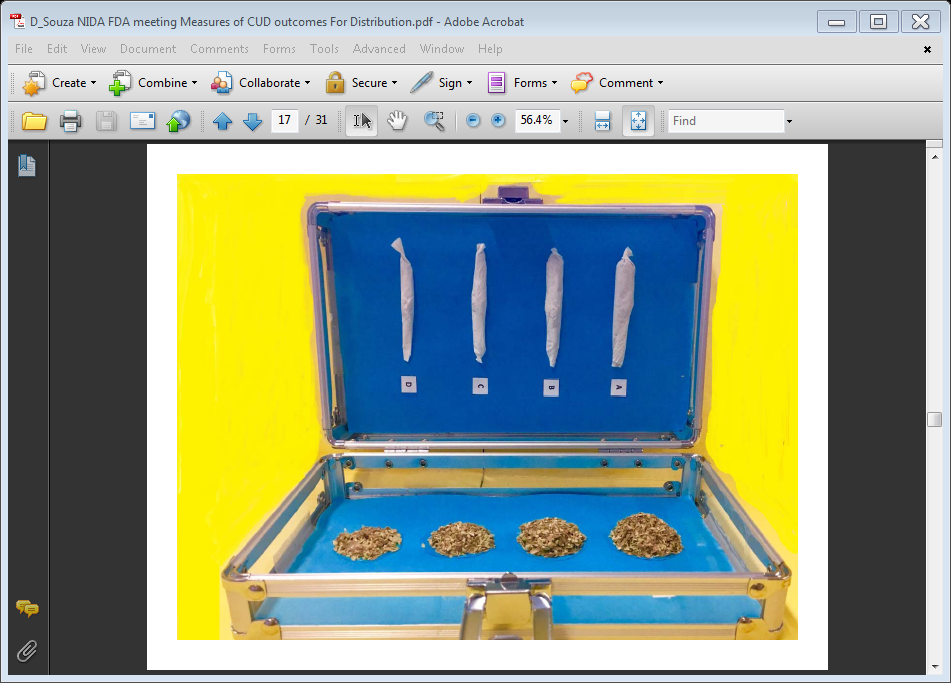 D_Souza NIDA FDA meeting Measures of CUD outcomes For Distribution.pdf - Adobe Acrobat
File Edit View Document Comments Forms Tools Advanced Window Help
Create Combine Collaborate Secure Sign Forms Comment
17 / 31 56.4% Find
D C B A